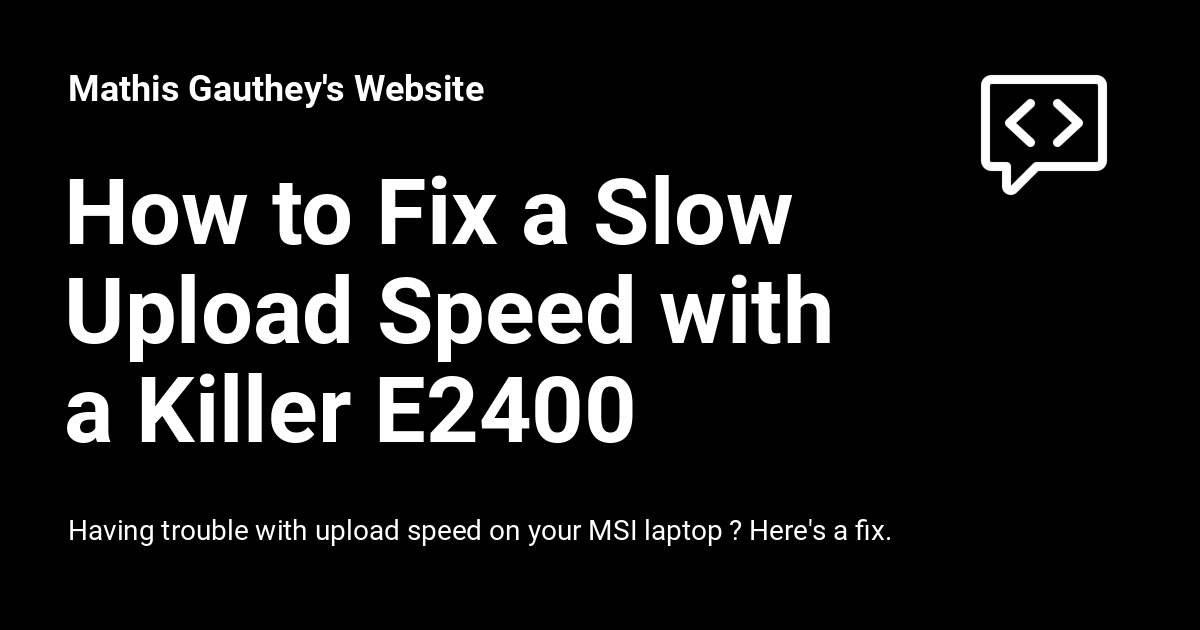 Mathis Gauthey's Website
How to Fix a Slow
Upload Speed with
a Killer E2400
Having trouble with upload speed on your MSI laptop ? Here's a fix.